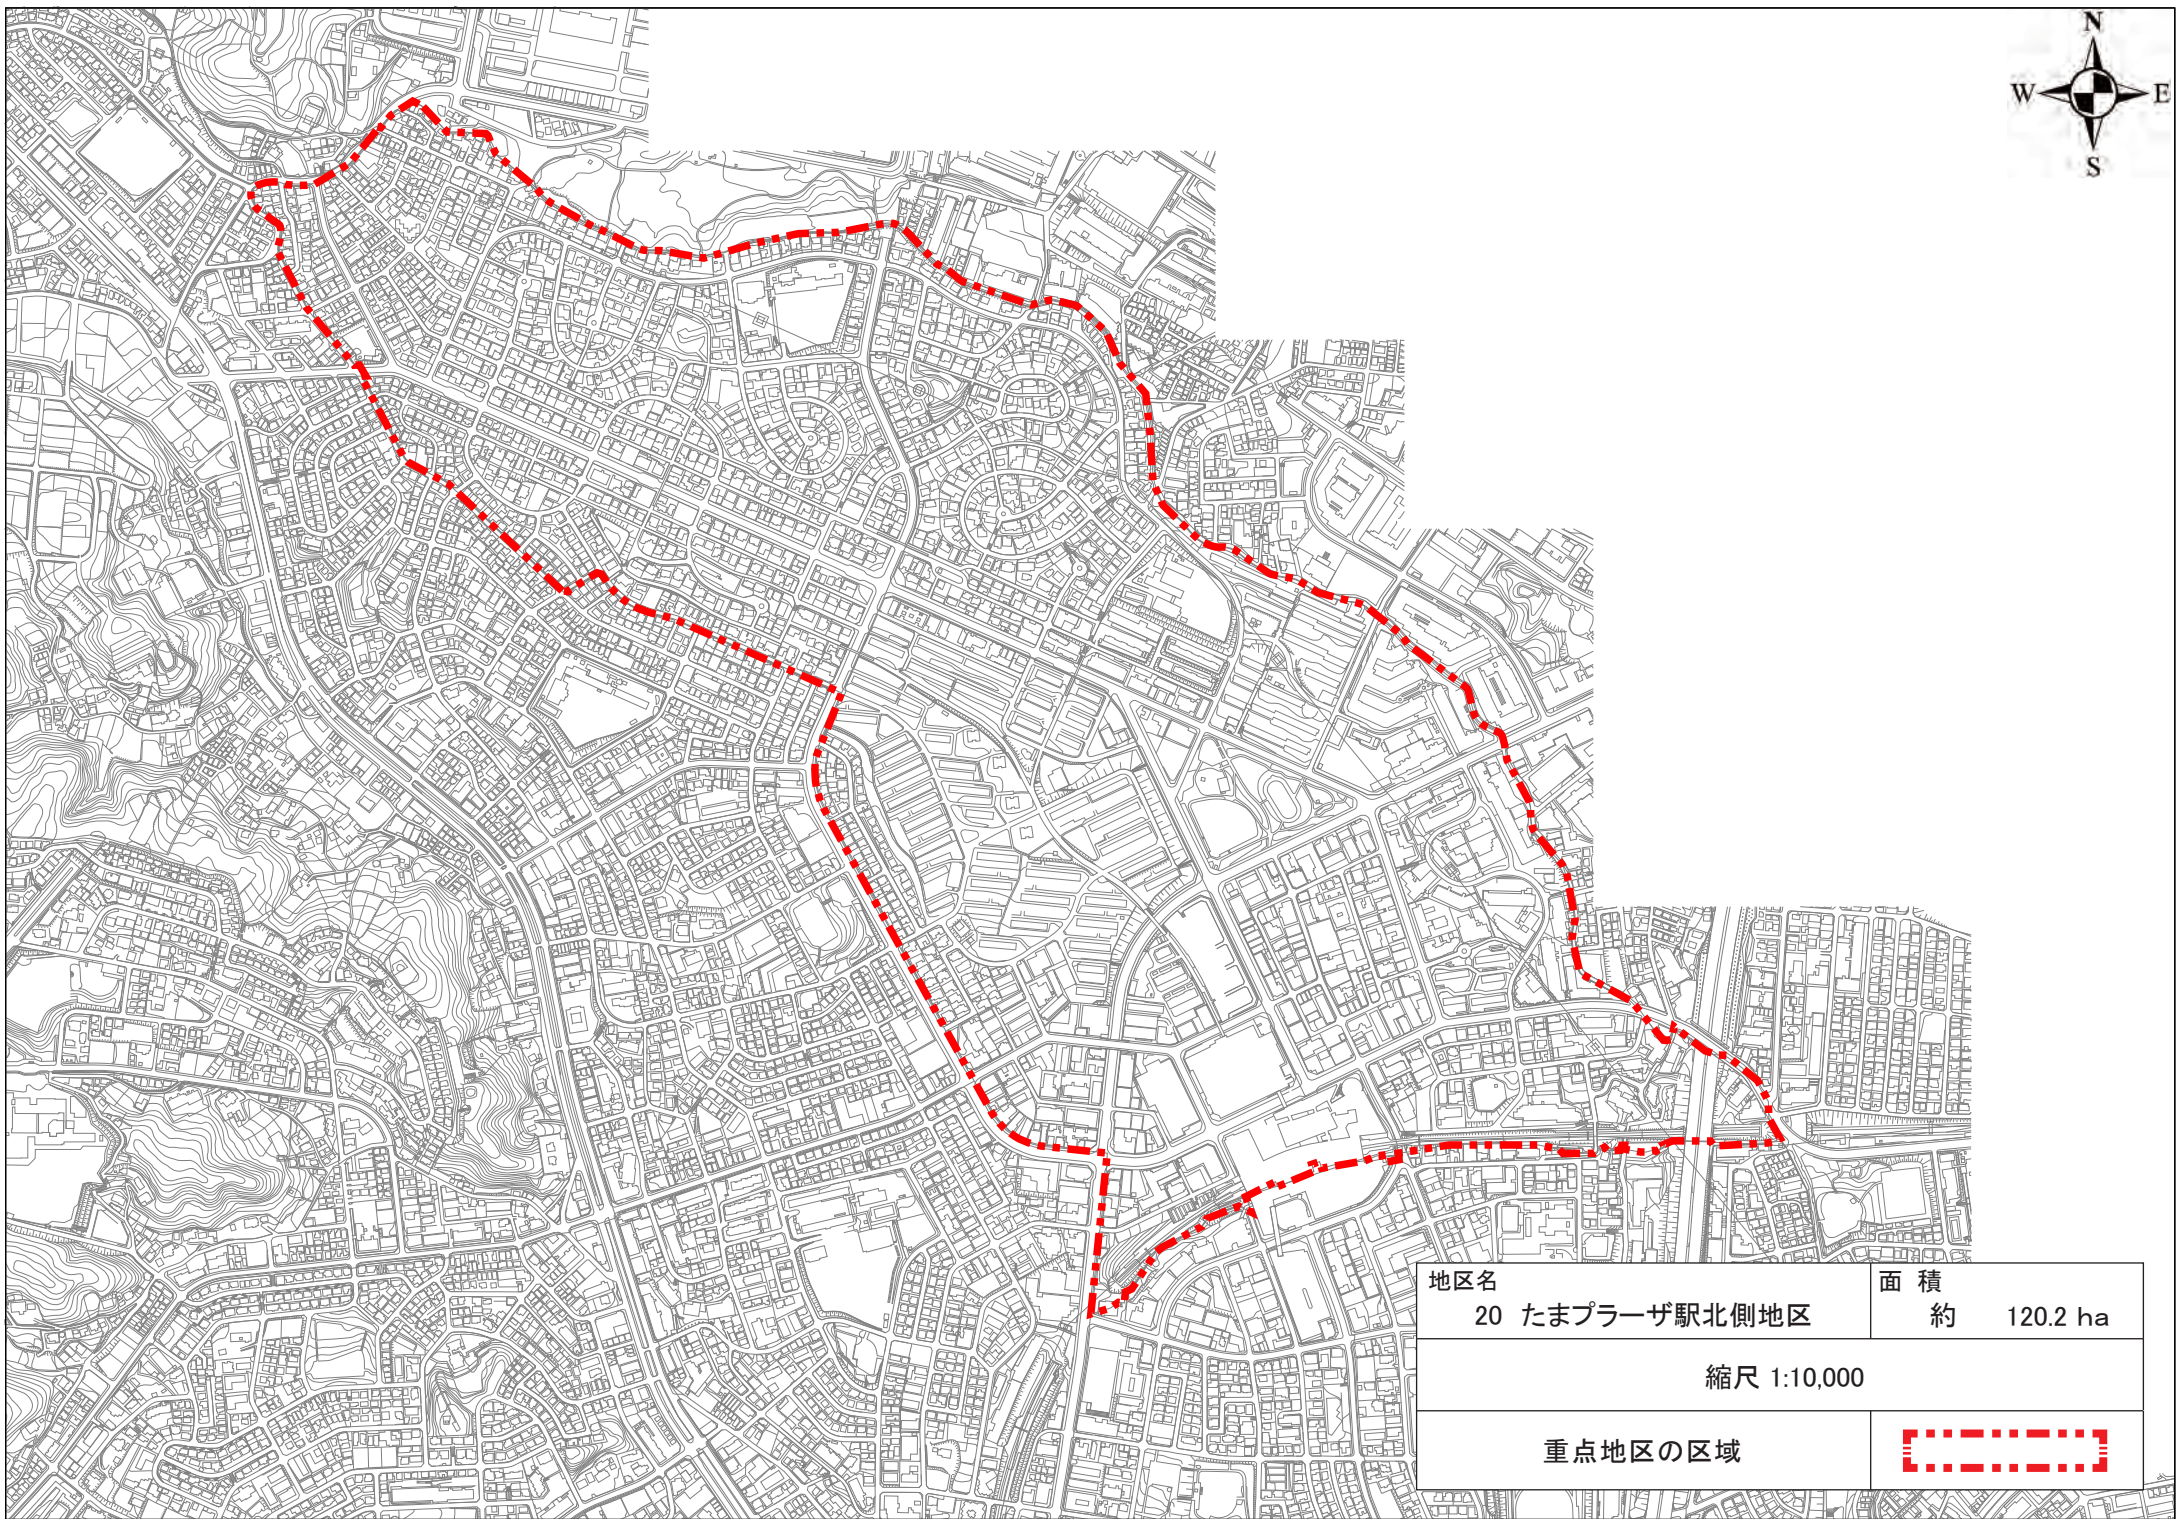 N
W E
S
地区名
20 たまプラーザ駅北側地区
面 積
約 120.2 ha
縮尺 1:10,000
重点地区の区域